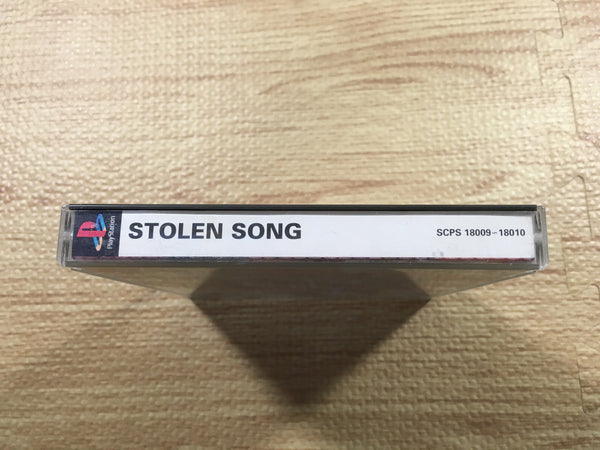 PlayStation
STOLEN SONG
SCPS 18009-18010